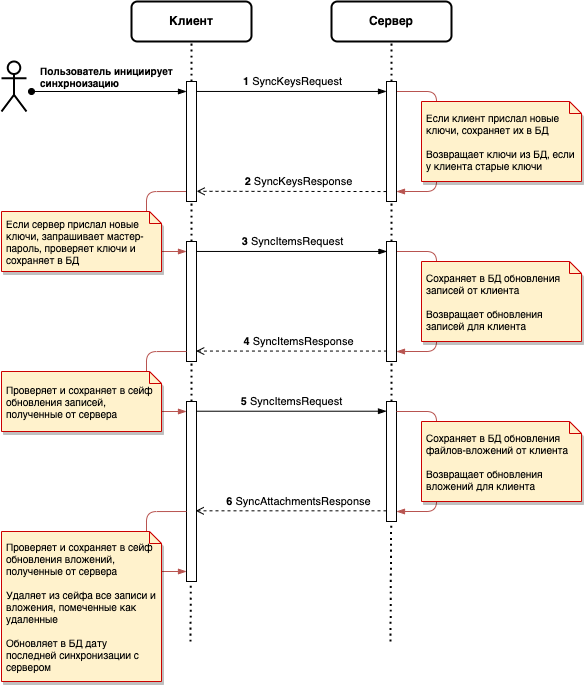 Клиент
Сервер
Пользователь инициирует
синхрноизацию
1 SyncKeysRequest
Если клиент прислал новые
ключи, сохраняет их в БД
Возвращает ключи из БД, если
у клиента старые ключи
2 SyncKeysResponse
Если сервер прислал новые
ключи, запрашивает мастер-
пароль, проверяет ключи и
сохраняет в БД
3 SyncItemsRequest
Сохраняет в БД обновления
записей от клиента
Возвращает обновления
записей для клиента
4 SyncItemsResponse
Проверяет и сохраняет в сейф
обновления записей,
полученные от сервера
5 SyncItemsRequest
Сохраняет в БД обновления
файлов-вложений от клиента
Возвращает обновления
вложений для клиента
6 SyncAttachmentsResponse
Проверяет и сохраняет в сейф
обновления вложений,
полученные от сервера
Удаляет из сейфа все записи и
вложения, помеченные как
удаленные
Обновляет в БД дату
последней синхронизации с
сервером